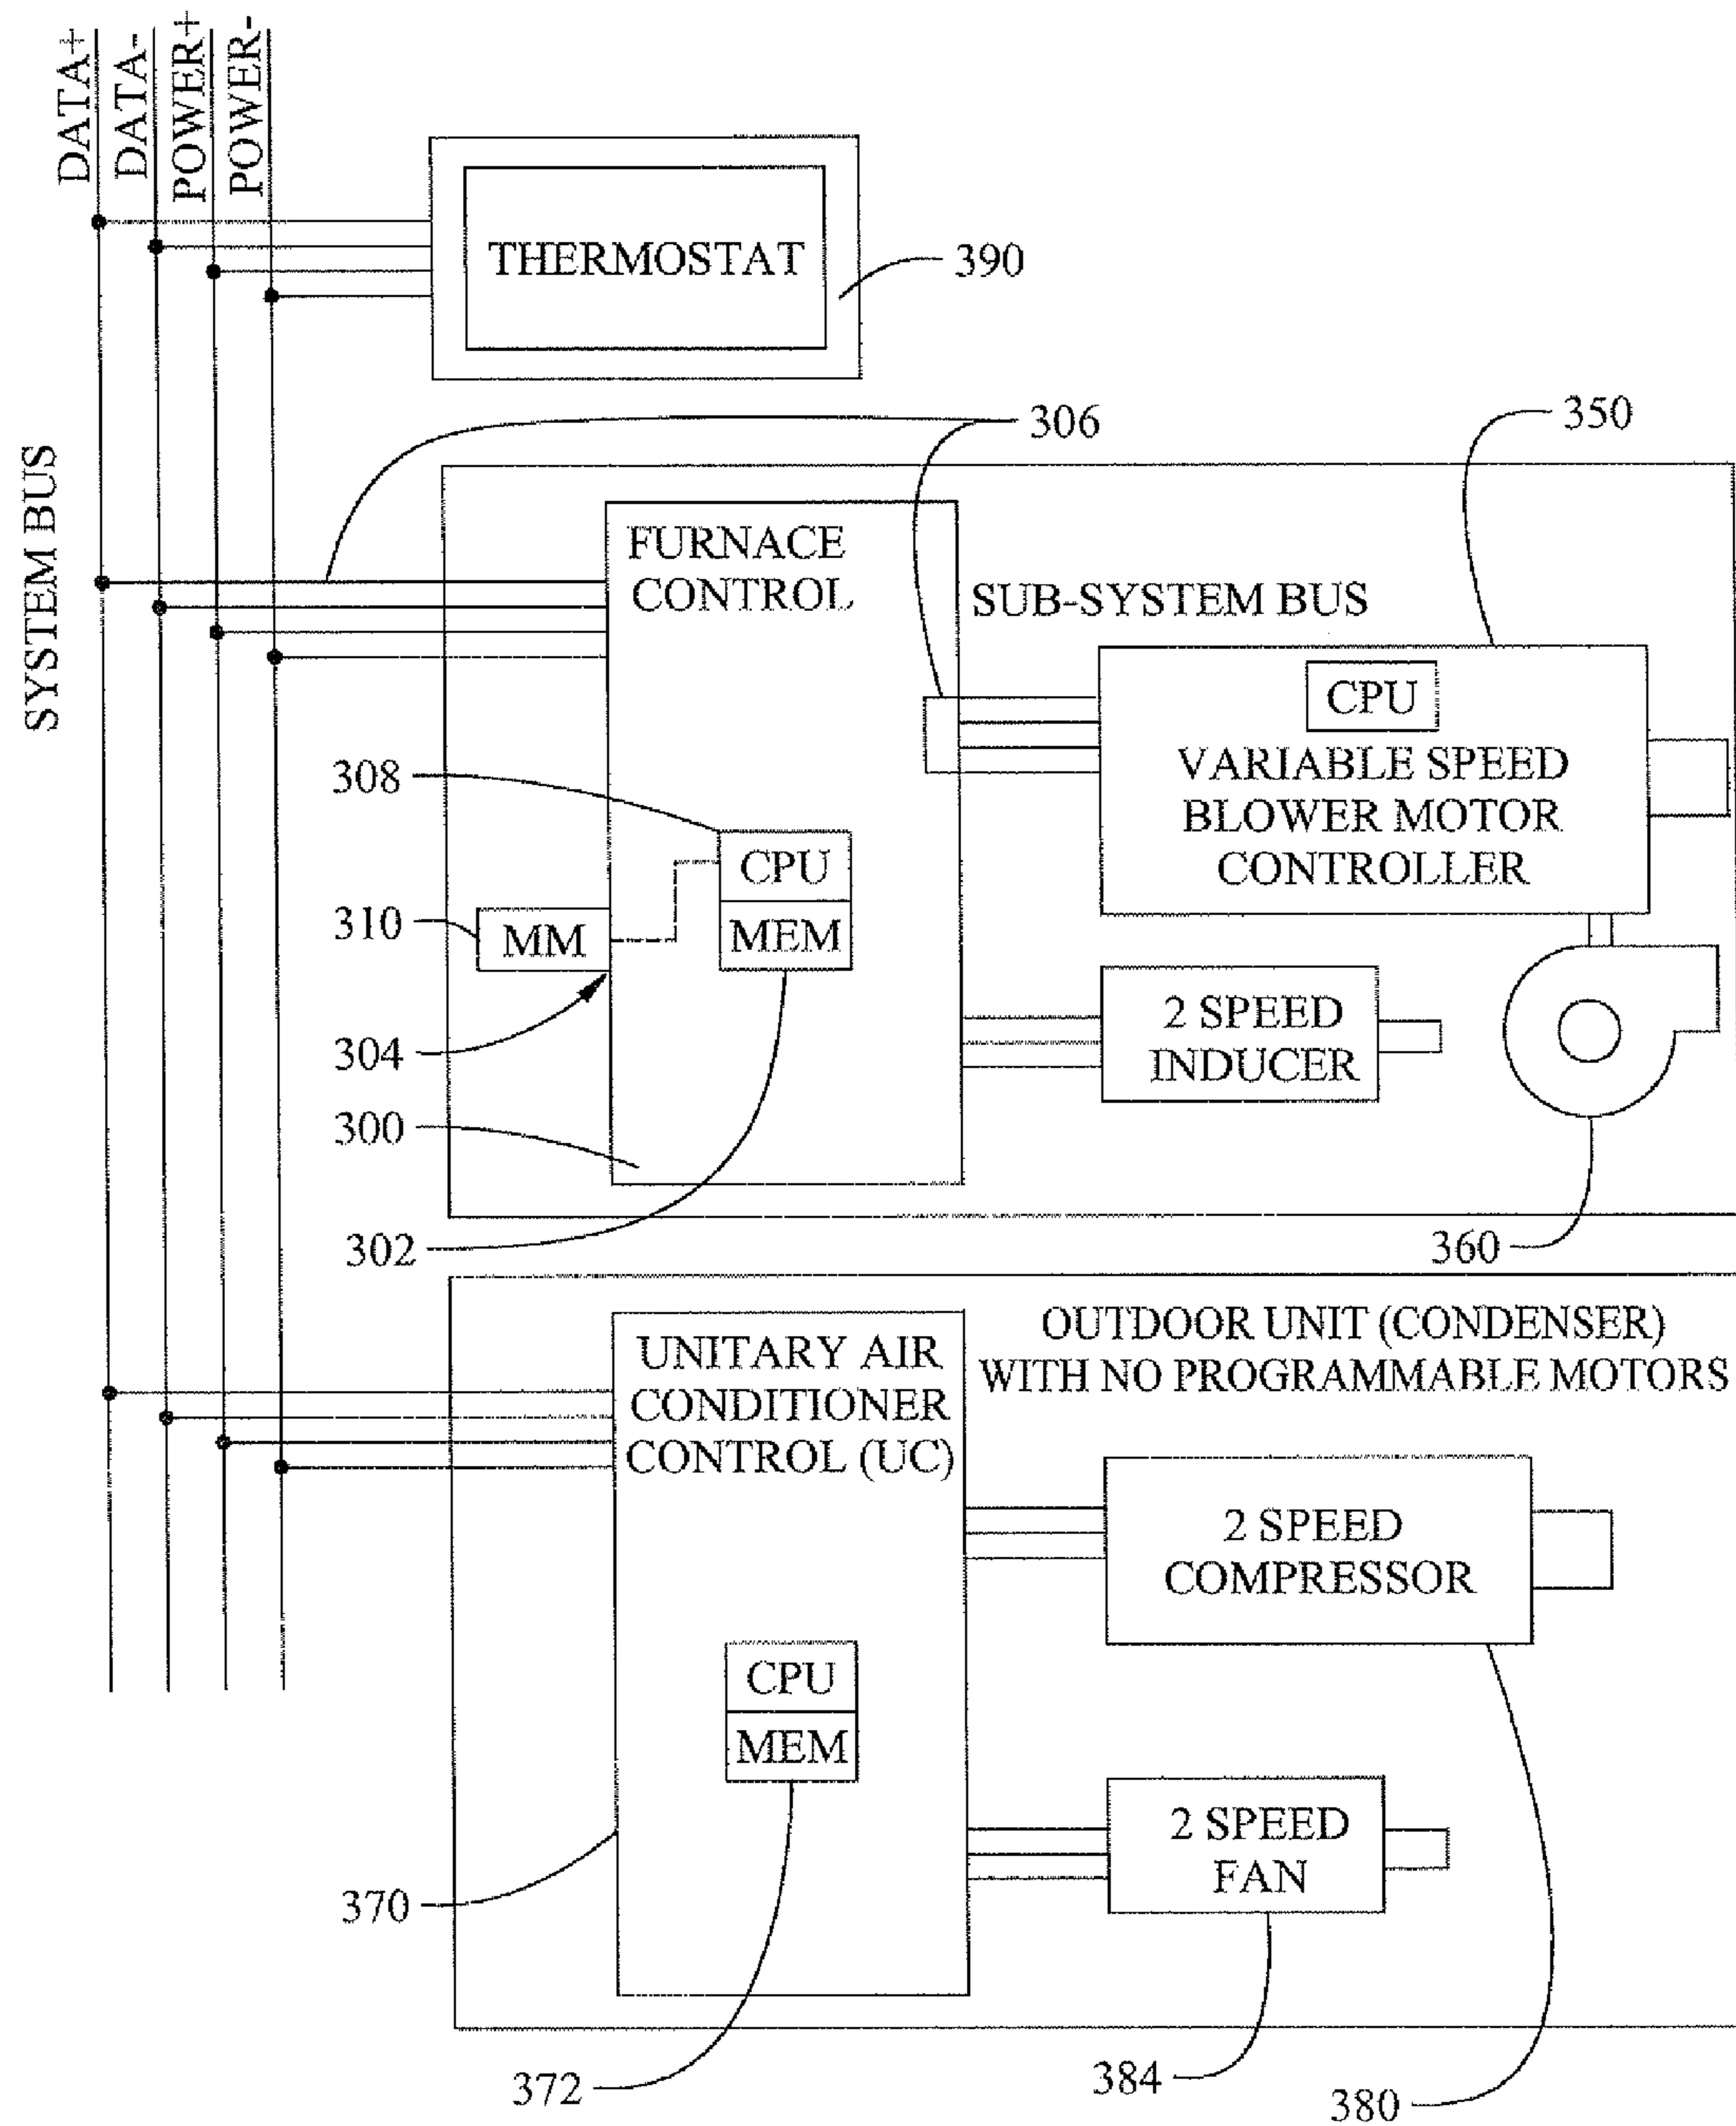 DATA+
DATA-
POWER+
POWER-
THERMOSTAT
390
SYSTEM BUS
306
350
FURNACE
CONTROL
SUB-SYSTEM BUS
CPU
VARIABLE SPEED
BLOWER MOTOR
CONTROLLER
308
CPU
310
MM
MEM
304
2 SPEED
INDUCER
300
302
360
OUTDOOR UNIT (CONDENSER)
WITH NO PROGRAMMABLE MOTORS
UNITARY AIR
CONDITIONER
CONTROL (UC)
2 SPEED
COMPRESSOR
CPU
MEM
2 SPEED
FAN
370
372
384
380